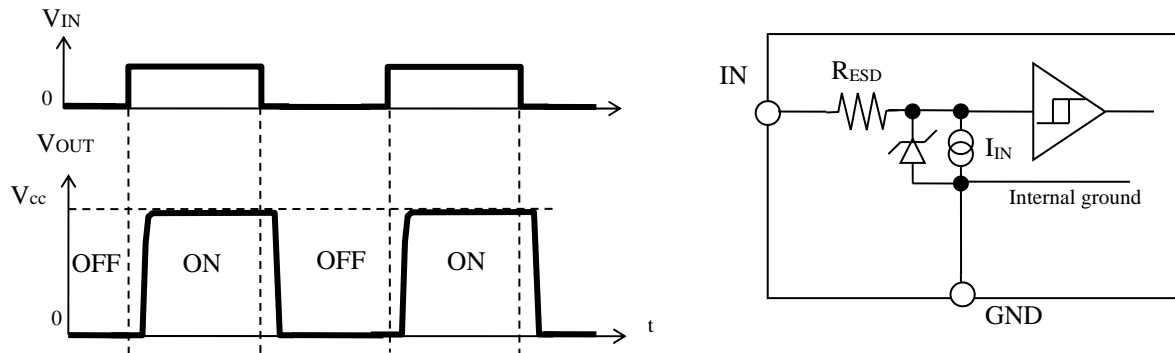 VIN
0
VOUT
Vcc
OFF
ON
OFF
ON
0
t
IN
RESD
IIN
Internal ground
GND